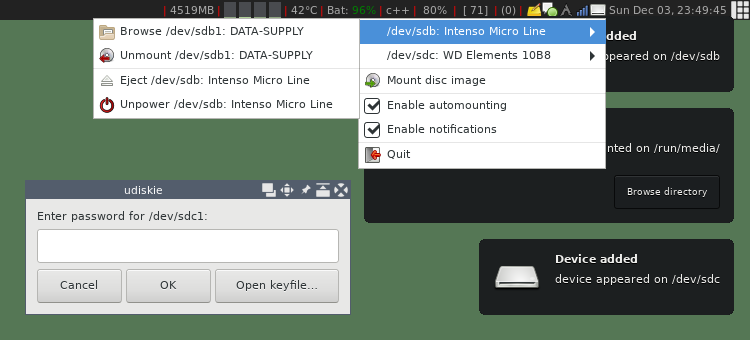 4519MB | 42°C | Bat: 96% | c++ | 80% | [ 71] | (0) Sun Dec 03, 23:49:45
Browse /dev/sdb1: DATA-SUPPLY
Unmount /dev/sdb1: DATA-SUPPLY
Eject /dev/sdb: Intenso Micro Line
Unpower /dev/sdb: Intenso Micro Line
/dev/sdb: Intenso Micro Line
/dev/sdc: WD Elements 10B8
Mount disc image
Enable automounting
Enable notifications
Quit
dded
ppeared on /dev/sdb
nted on /run/media/
Browse directory
udiskie
Enter password for /dev/sdc1:
Cancel
OK
Open keyfile...
Device added
device appeared on /dev/sdc